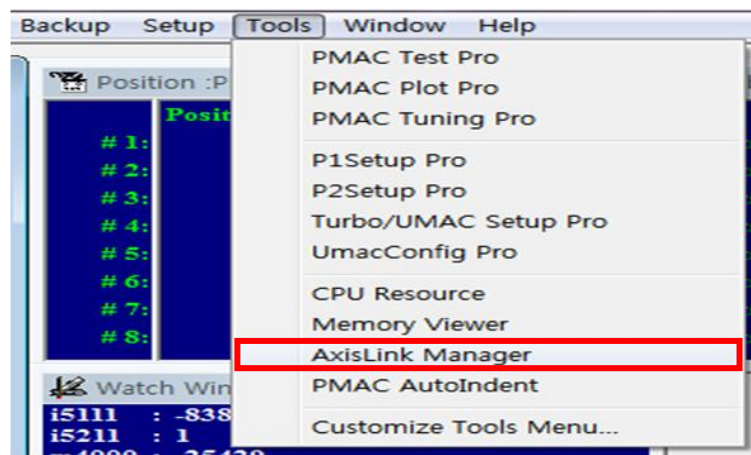 Backup Setup Tools Window Help
PMAC Test Pro
PMAC Plot Pro
PMAC Tuning Pro
P1Setup Pro
P2Setup Pro
Turbo/UMAC Setup Pro
UmacConfig Pro
CPU Resource
Memory Viewer
AxisLink Manager
PMAC AutoIndent
Customize Tools Menu...
Position :P
Posit
# 1:
# 2:
# 3:
# 4:
# 5:
# 6:
# 7:
# 8:
Watch Win
i5111 : -838
i5211 : 1